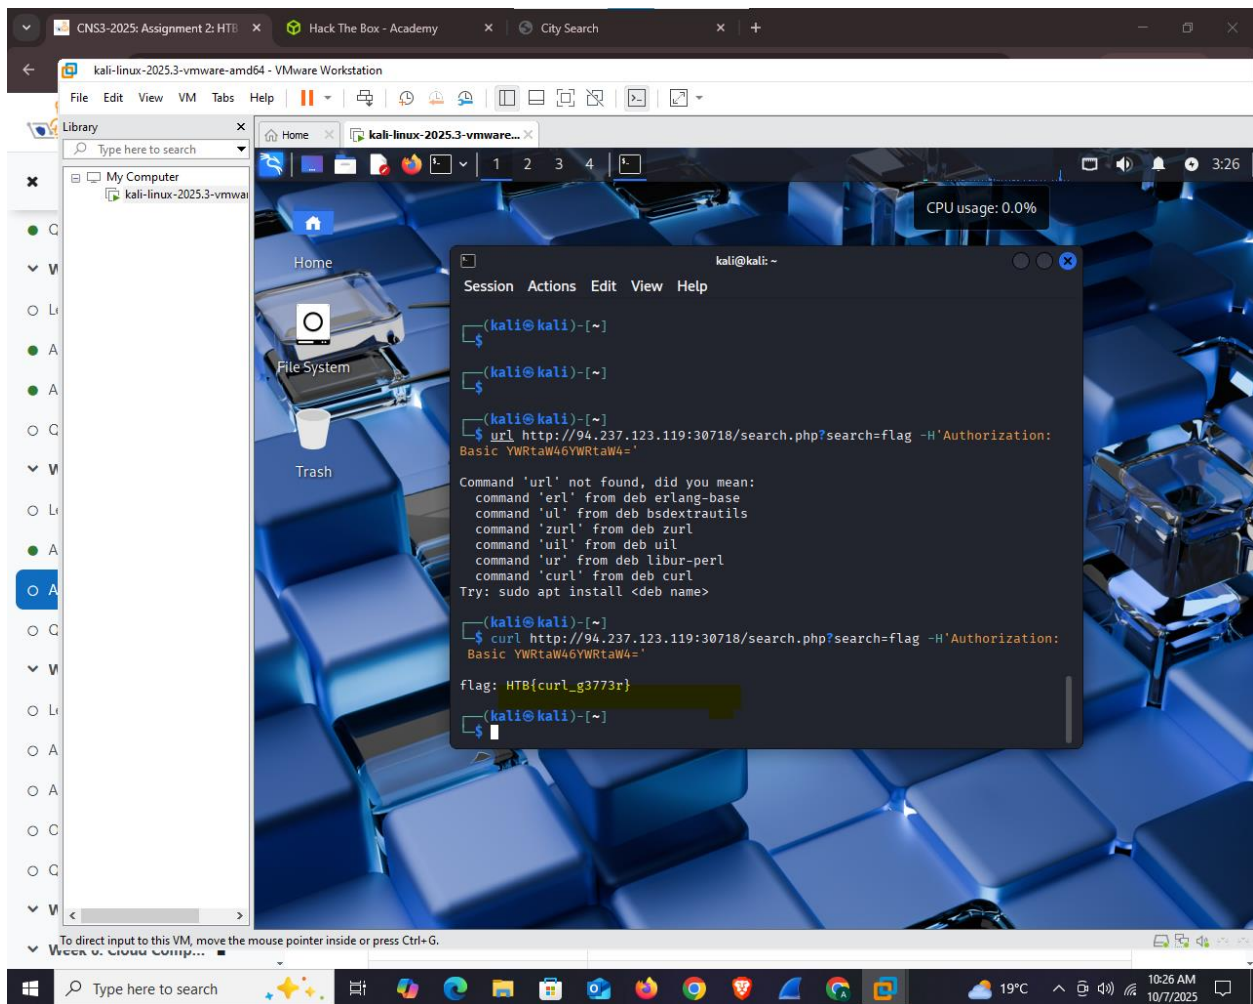 CNS3-2025: Assignment 2: HTB
Hack The Box - Academy
City Search
kali-linux-2025.3-vmware-amd64 - VMware Workstation
File Edit View VM Tabs Help
Library
Home
kali-linux-2025.3-vmware...
Type here to search
1 2 3 4
3:26
My Computer
kali-linux-2025.3-vmwar
CPU usage: 0.0%
Home
File System
Trash
kali@kali: ~
Session Actions Edit View Help
┌──(kali㉿kali)-[~]
└─$
┌──(kali㉿kali)-[~]
└─$
┌──(kali㉿kali)-[~]
└─$ url http://94.237.123.119:30718/search.php?search=flag -H'Authorization:
Basic YWRtaW46YWRtaW4='
Command 'url' not found, did you mean:
command 'erl' from deb erlang-base
command 'ul' from deb bsdextrautils
command 'zurl' from deb zurl
command 'uil' from deb uil
command 'ur' from deb libur-perl
command 'curl' from deb curl
Try: sudo apt install <deb name>
┌──(kali㉿kali)-[~]
└─$ curl http://94.237.123.119:30718/search.php?search=flag -H'Authorization:
Basic YWRtaW46YWRtaW4='
flag: HTB{curl_g3773r}
┌──(kali㉿kali)-[~]
└─$
To direct input to this VM, move the mouse pointer inside or press Ctrl+G.
Type here to search
19°C
10:26 AM
10/7/2025